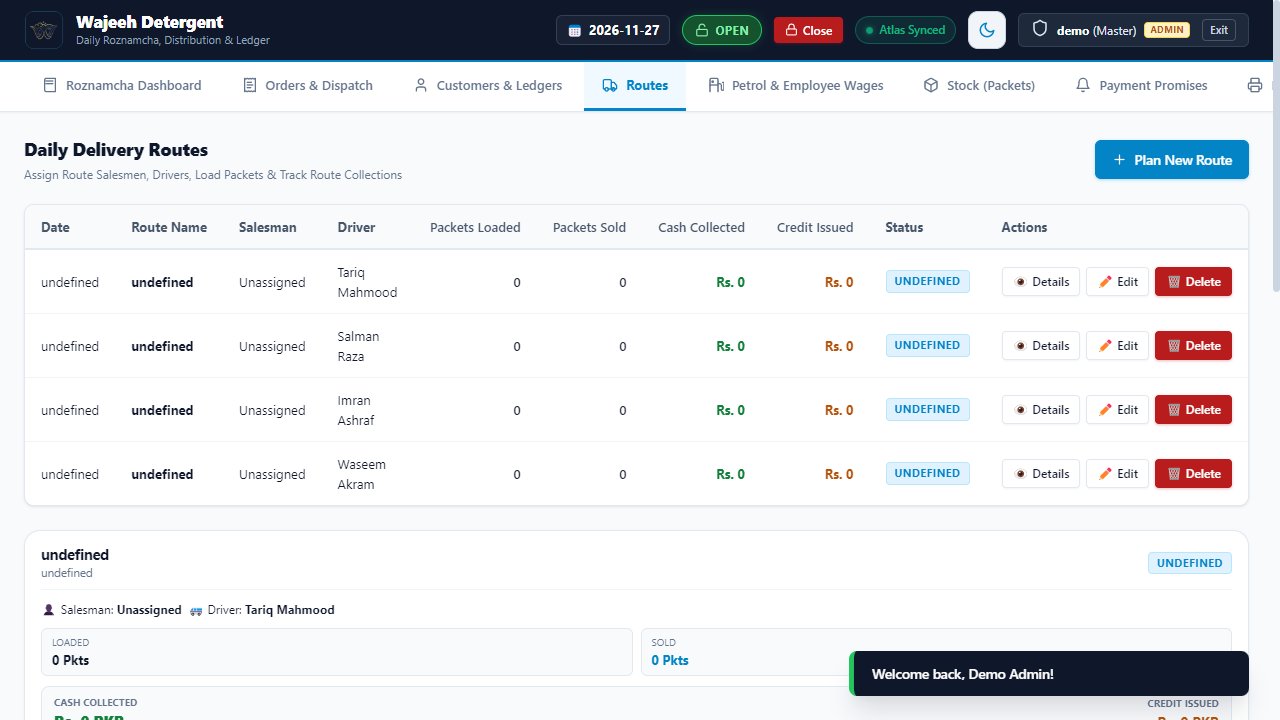 Wajeeh Detergent
Daily Roznamcha, Distribution & Ledger
2026-11-27
OPEN
Close
Atlas Synced
demo (Master) ADMIN
Exit
Roznamcha Dashboard
Orders & Dispatch
Customers & Ledgers
Routes
Petrol & Employee Wages
Stock (Packets)
Payment Promises
Daily Delivery Routes
Assign Route Salesmen, Drivers, Load Packets & Track Route Collections
+ Plan New Route
Date Route Name Salesman Driver Packets Loaded Packets Sold Cash Collected Credit Issued Status Actions
undefined undefined Unassigned Tariq Mahmood 0 0 Rs. 0 Rs. 0 UNDEFINED Details Edit Delete
undefined undefined Unassigned Salman Raza 0 0 Rs. 0 Rs. 0 UNDEFINED Details Edit Delete
undefined undefined Unassigned Imran Ashraf 0 0 Rs. 0 Rs. 0 UNDEFINED Details Edit Delete
undefined undefined Unassigned Waseem Akram 0 0 Rs. 0 Rs. 0 UNDEFINED Details Edit Delete
undefined
undefined
UNDEFINED
Salesman: Unassigned Driver: Tariq Mahmood
LOADED
0 Pkts
SOLD
0 Pkts
Welcome back, Demo Admin!
CASH COLLECTED
Rs. 0 PKR
CREDIT ISSUED
Rs. 0 PKR